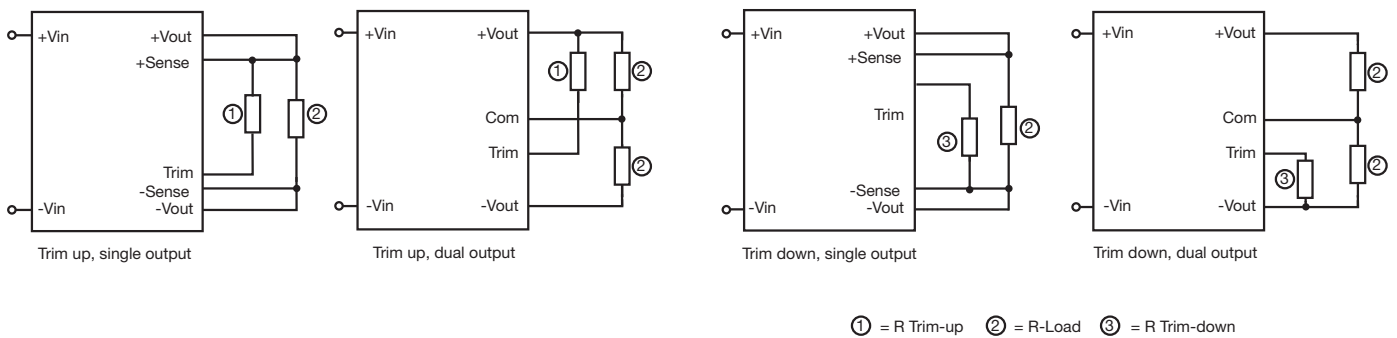 +Vin
+Vout
+Sense
①
②
Trim
-Sense
-Vin
-Vout
Trim up, single output
+Vin
+Vout
①
②
Com
Trim
②
-Vin
-Vout
Trim up, dual output
+Vin
+Vout
+Sense
Trim
②
③
-Sense
-Vin
-Vout
Trim down, single output
+Vin
+Vout
②
Com
Trim
②
③
-Vin
-Vout
Trim down, dual output
① = R Trim-up ② = R-Load ③ = R Trim-down